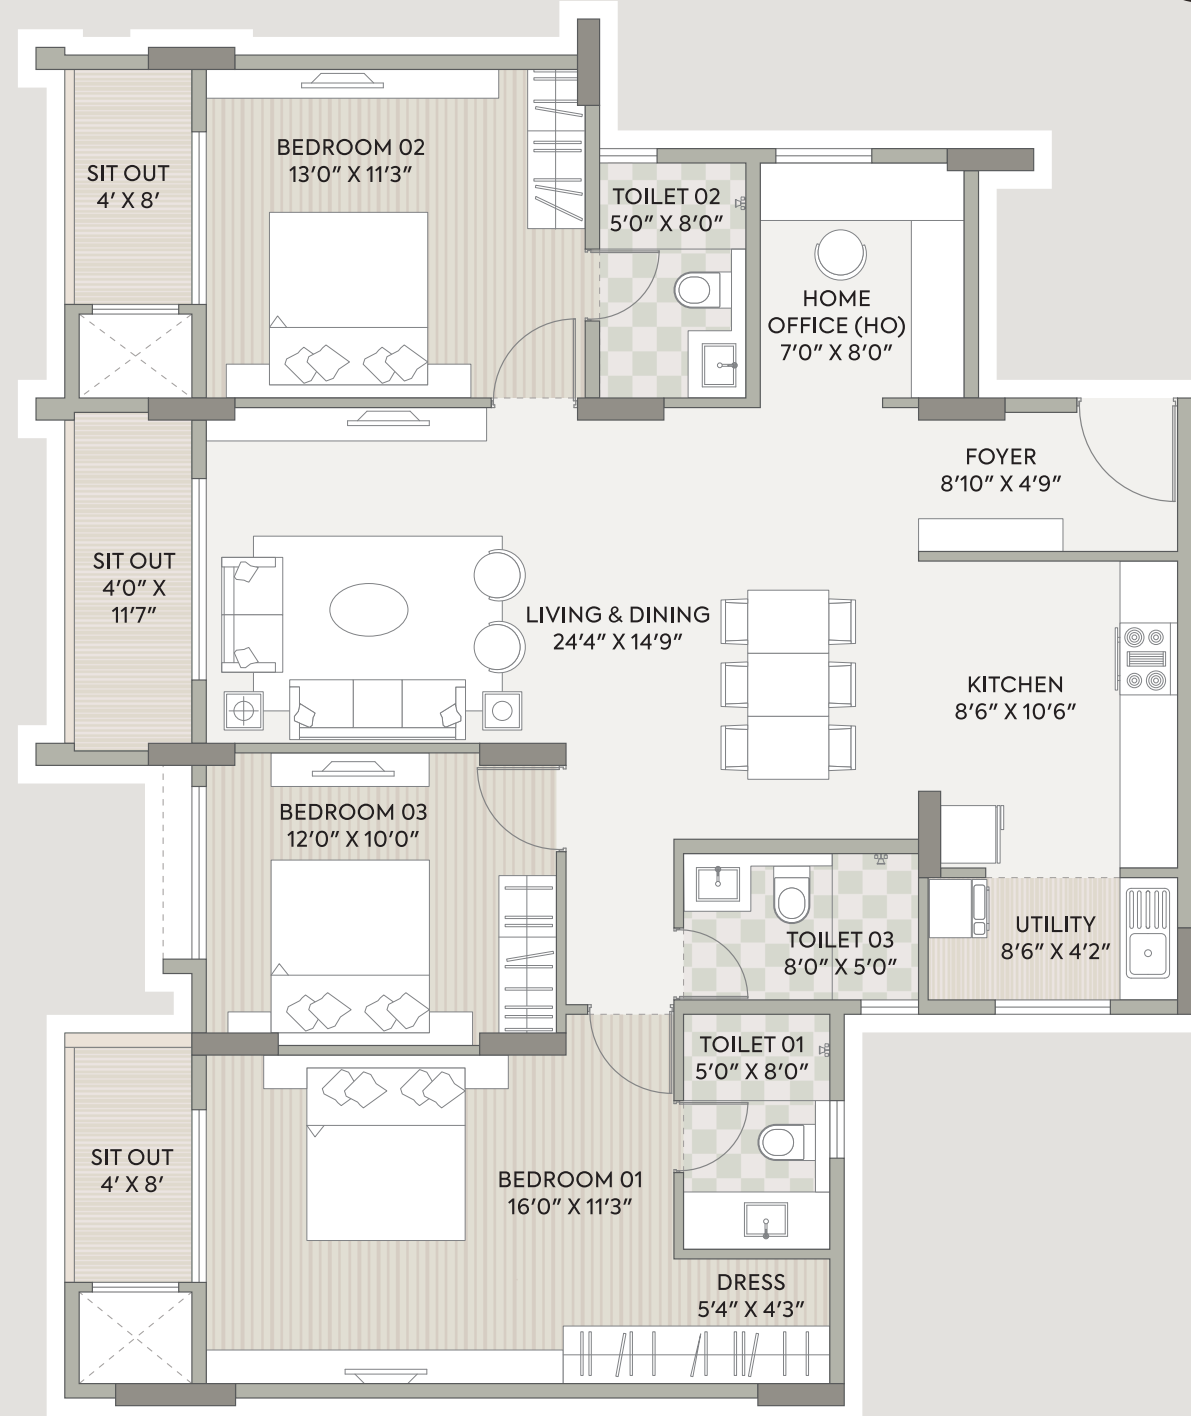 BEDROOM 02
13'0" X 11'3"
SIT OUT
4' X 8'
TOILET 02
5'0" X 8'0"
HOME
OFFICE (HO)
7'0" X 8'0"
FOYER
8'10" X 4'9"
SIT OUT
4'0" X
11'7"
LIVING & DINING
24'4" X 14'9"
KITCHEN
8'6" X 10'6"
BEDROOM 03
12'0" X 10'0"
TOILET 03
8'0" X 5'0"
UTILITY
8'6" X 4'2"
TOILET 01
5'0" X 8'0"
SIT OUT
4' X 8'
BEDROOM 01
16'0" X 11'3"
DRESS
5'4" X 4'3"